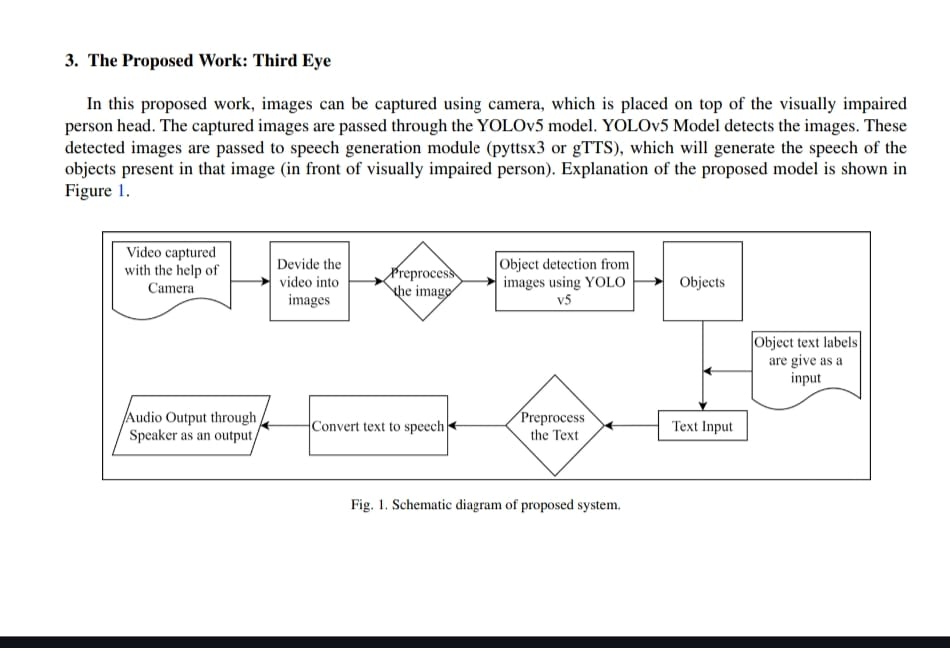 3. The Proposed Work: Third Eye
In this proposed work, images can be captured using camera, which is placed on top of the visually impaired
person head. The captured images are passed through the YOLOv5 model. YOLOv5 Model detects the images. These
detected images are passed to speech generation module (pyttsx3 or gTTS), which will generate the speech of the
objects present in that image (in front of visually impaired person). Explanation of the proposed model is shown in
Figure 1.
Video captured
with the help of
Camera
Devide the
video into
images
Preprocess
the image
Object detection from
images using YOLO
v5
Objects
Object text labels
are give as a
input
Text Input
Preprocess
the Text
Convert text to speech
Audio Output through
Speaker as an output
Fig. 1. Schematic diagram of proposed system.